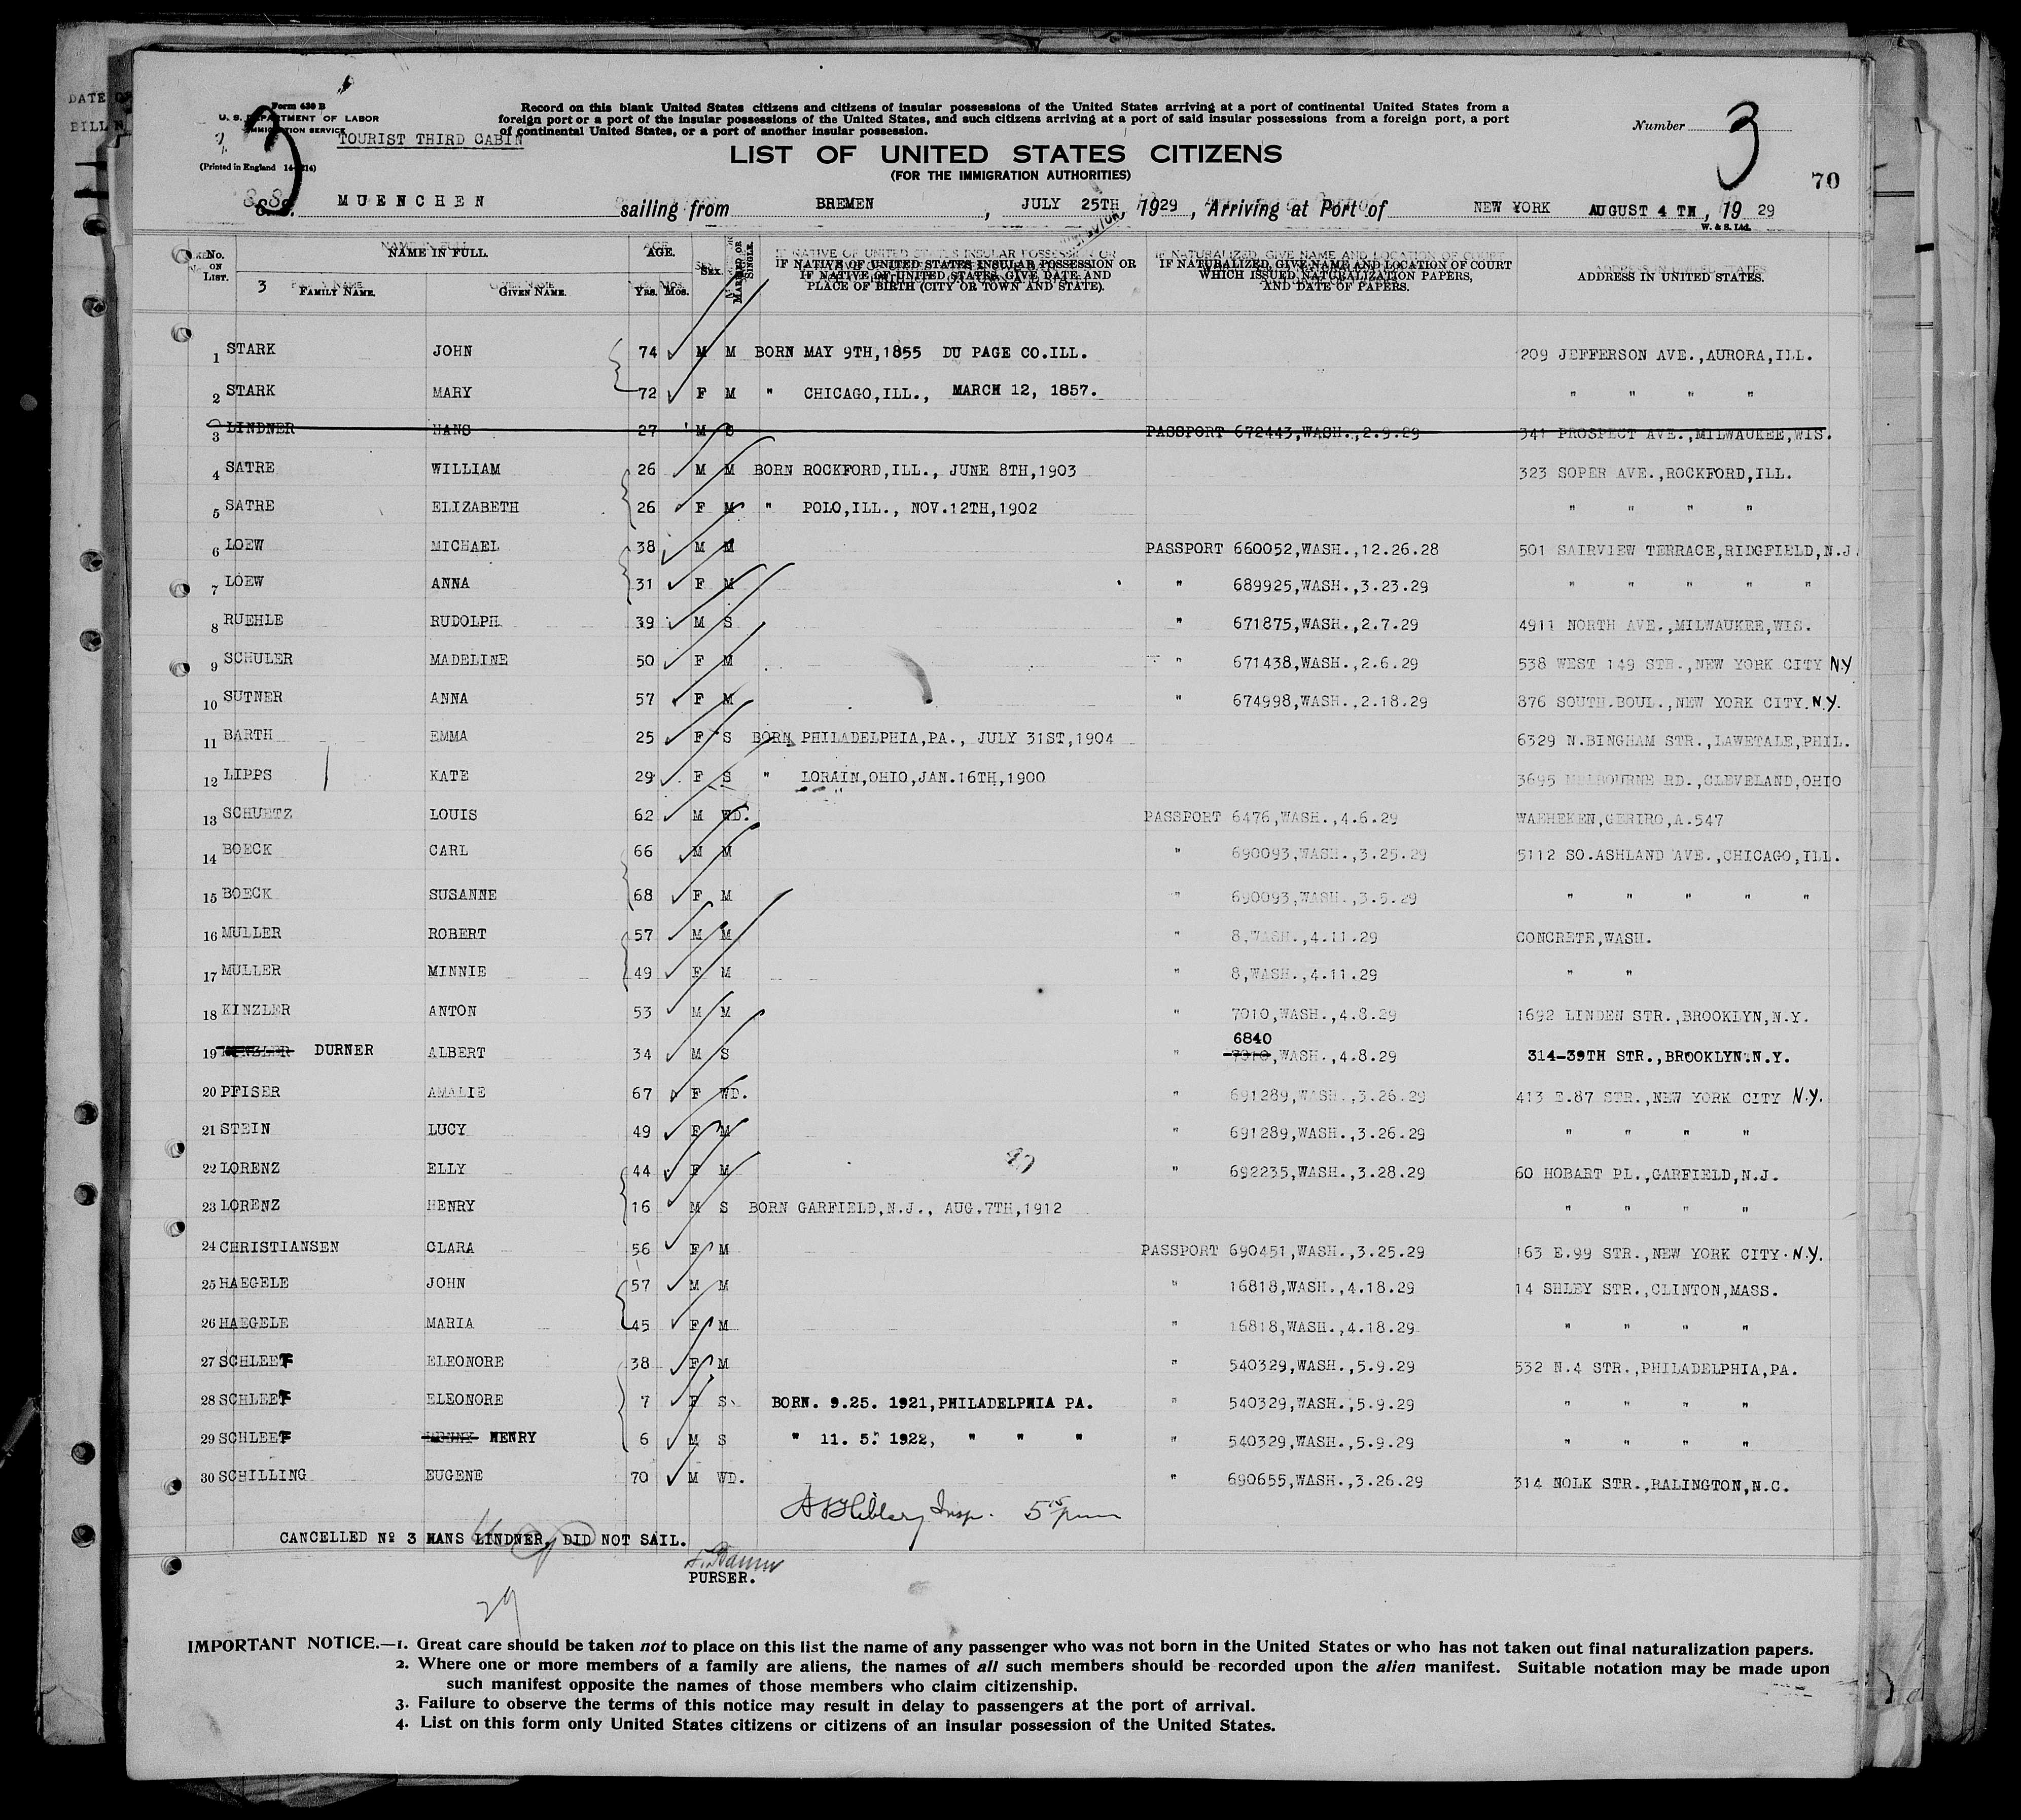 DATE OF
BILL N
Form 630 B
U. S. DEPARTMENT OF LABOR
IMMIGRATION SERVICE
TOURIST THIRD CABIN
(Printed in England
3
Record on this blank United States citizens and citizens of insular possessions of the United States arriving at a port of continental United States from a
foreign port or a port of the insular possessions of the United States, and such citizens arriving at a port of said insular possessions from a foreign port, a port
of continental United States, or a port of another insular possession.
Number 3
LIST OF UNITED STATES CITIZENS
(FOR THE IMMIGRATION AUTHORITIES)
70
S.S. MUENCHEN sailing from BREMEN, JULY 25TH, 1929, Arriving at Port of NEW YORK AUGUST 4 TH, 19 29
W. & S. Ltd.
No. ON LIST. NAME IN FULL. AGE. SEX. MARRIED OR SINGLE. IF NATIVE OF UNITED STATES INSULAR POSSESSION OR IF NATIVE OF UNITED STATES, GIVE DATE AND PLACE OF BIRTH (CITY OR TOWN AND STATE). IF NATURALIZED, GIVE NAME AND LOCATION OF COURT WHICH ISSUED NATURALIZATION PAPERS, AND DATE OF PAPERS. ADDRESS IN UNITED STATES.
3 FAMILY NAME. GIVEN NAME. YRS. MOS.
1 STARK JOHN 74 M M BORN MAY 9TH,1855 DU PAGE CO.ILL. 209 JEFFERSON AVE.,AURORA,ILL.
2 STARK MARY 72 F M " CHICAGO,ILL., MARCH 12, 1857. " " " "
3 LINDNER HANS 27 M S PASSPORT 672443,WASH.,2.9.29 341 PROSPECT AVE.,MILWAUKEE,WIS.
4 SATRE WILLIAM 26 M M BORN ROCKFORD,ILL., JUNE 8TH,1903 323 SOPER AVE.,ROCKFORD,ILL.
5 SATRE ELIZABETH 26 F M " POLO,ILL., NOV.12TH,1902 " " " "
6 LOEW MICHAEL 38 M M PASSPORT 660052,WASH.,12.26.28 501 SAIRVIEW TERRACE,RIDGFIELD,N.J.
7 LOEW ANNA 31 F M " 689925,WASH.,3.23.29 " " " " "
8 RUEHLE RUDOLPH 39 M S " 671875,WASH.,2.7.29 4911 NORTH AVE.,MILWAUKEE,WIS.
9 SCHULER MADELINE 50 F M " 671438,WASH.,2.6.29 538 WEST 149 STR.,NEW YORK CITY N.Y
10 SUTNER ANNA 57 F M " 674998,WASH.,2.18.29 876 SOUTH.BOUL.,NEW YORK CITY.N.Y.
11 BARTH EMMA 25 F S BORN PHILADELPHIA,PA., JULY 31ST,1904 6329 N.BINGHAM STR.,LAWETALE,PHIL.
12 LIPPS KATE 29 F S " LORAIN,OHIO,JAN.16TH,1900 3695 MELBOURNE RD.,CLEVELAND,OHIO
13 SCHUETZ LOUIS 62 M WD. PASSPORT 6476,WASH.,4.6.29 WAEHEKEN,GERIRO,A.547
14 BOECK CARL 66 M M " 690093,WASH.,3.25.29 5112 SO.ASHLAND AVE.,CHICAGO,ILL.
15 BOECK SUSANNE 68 F M " 690093,WASH.,3.5.29 " " " " "
16 MULLER ROBERT 57 M M " 8,WASH.,4.11.29 CONCRETE,WASH.
17 MULLER MINNIE 49 F M " 8,WASH.,4.11.29 " "
18 KINZLER ANTON 53 M M " 7010,WASH.,4.8.29 1692 LINDEN STR.,BROOKLYN,N.Y.
19 KINZLER DURNER ALBERT 34 M S " 7010 6840,WASH.,4.8.29 314-39TH STR.,BROOKLYN.N.Y.
20 PFISER AMALIE 67 F WD. " 691289,WASH.,3.26.29 413 E.87 STR.,NEW YORK CITY N.Y.
21 STEIN LUCY 49 F M " 691289,WASH.,3.26.29 " " " "
22 LORENZ ELLY 44 F M " 692235,WASH.,3.28.29 60 HOBART PL.,GARFIELD,N.J.
23 LORENZ HENRY 16 M S BORN GARFIELD,N.J., AUG.7TH,1912 " " " "
24 CHRISTIANSEN CLARA 56 F M PASSPORT 690451,WASH.,3.25.29 163 E.99 STR.,NEW YORK CITY. N.Y.
25 HAEGELE JOHN 57 M M " 16818,WASH.,4.18.29 14 SHLEY STR.,CLINTON,MASS.
26 HAEGELE MARIA 45 F M " 16818,WASH.,4.18.29 " " " "
27 SCHLEEF ELEONORE 38 F M " 540329,WASH.,5.9.29 532 N.4 STR.,PHILADELPHIA,PA.
28 SCHLEEF ELEONORE 7 F S BORN. 9.25. 1921,PHILADELPHIA PA. " 540329,WASH.,5.9.29 " " " "
29 SCHLEEF HENRY 6 M S " 11. 5. 1922, " " " " 540329,WASH.,5.9.29 " " " "
30 SCHILLING EUGENE 70 M WD. " 690655,WASH.,3.26.29 314 NOLK STR.,RALINGTON,N.C.
Insp. 5 15 pm
CANCELLED Nº 3 HANS LINDNER, DID NOT SAIL.
PURSER.
29
IMPORTANT NOTICE.—1. Great care should be taken not to place on this list the name of any passenger who was not born in the United States or who has not taken out final naturalization papers.
2. Where one or more members of a family are aliens, the names of all such members should be recorded upon the alien manifest. Suitable notation may be made upon
such manifest opposite the names of those members who claim citizenship.
3. Failure to observe the terms of this notice may result in delay to passengers at the port of arrival.
4. List on this form only United States citizens or citizens of an insular possession of the United States.